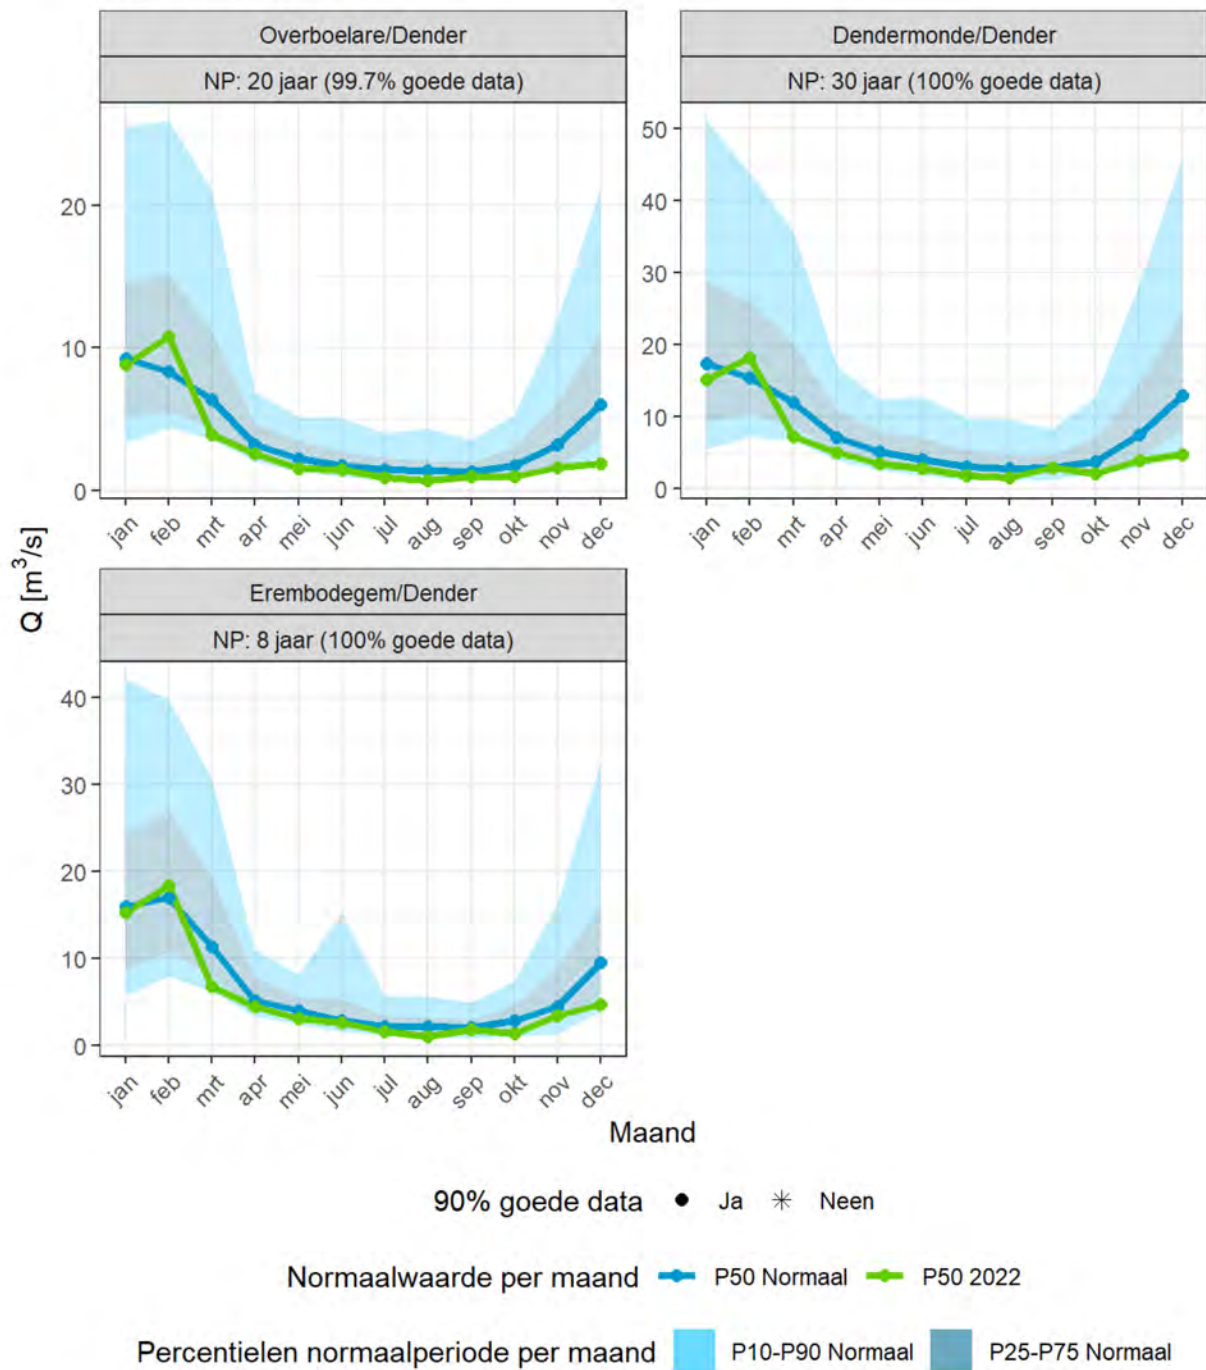 Overboelare/Dender
NP: 20 jaar (99.7% goede data)
20
10
0
jan feb mrt apr mei jun jul aug sep okt nov dec
Dendermonde/Dender
NP: 30 jaar (100% goede data)
50
40
30
20
10
0
jan feb mrt apr mei jun jul aug sep okt nov dec
Q [m³/s]
Erembodegem/Dender
NP: 8 jaar (100% goede data)
40
30
20
10
0
jan feb mrt apr mei jun jul aug sep okt nov dec
Maand
90% goede data Ja Neen
Normaalwaarde per maand P50 Normaal P50 2022
Percentielen normaalperiode per maand P10-P90 Normaal P25-P75 Normaal